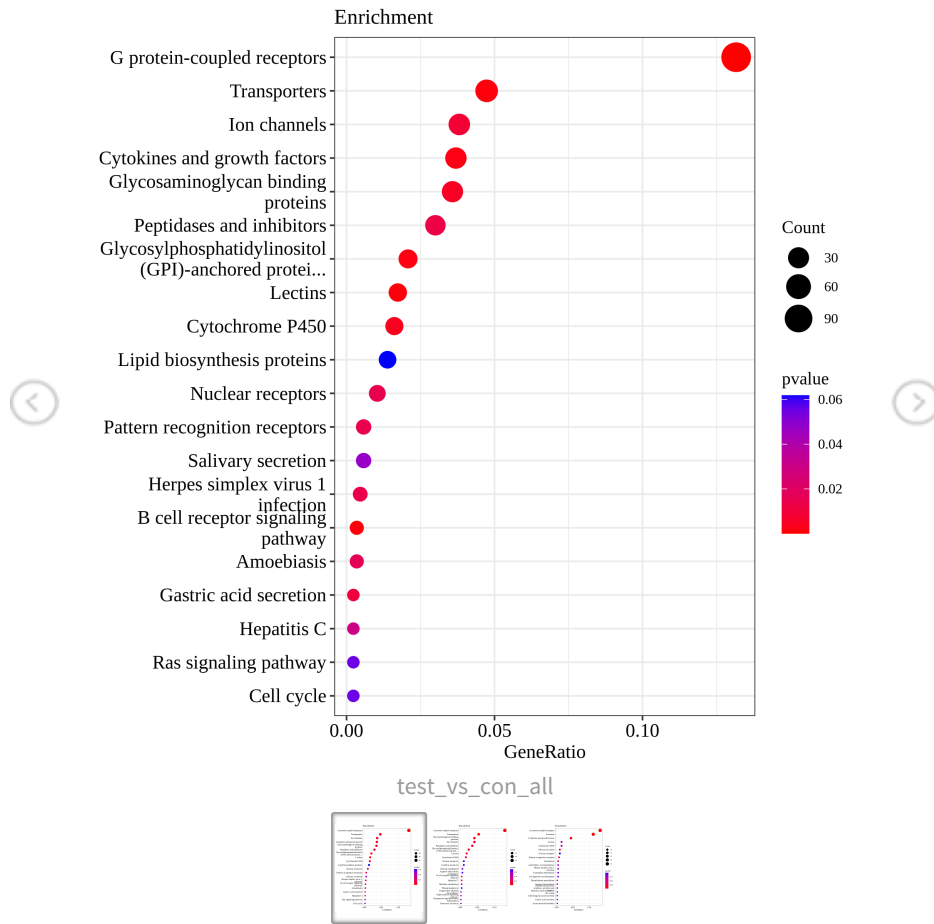 Enrichment
G protein-coupled receptors
Transporters
Ion channels
Cytokines and growth factors
Glycosaminoglycan binding
proteins
Peptidases and inhibitors
Glycosylphosphatidylinositol
(GPI)-anchored protei...
Lectins
Cytochrome P450
Lipid biosynthesis proteins
Nuclear receptors
Pattern recognition receptors
Salivary secretion
Herpes simplex virus 1
infection
B cell receptor signaling
pathway
Amoebiasis
Gastric acid secretion
Hepatitis C
Ras signaling pathway
Cell cycle
0.00 0.05 0.10
GeneRatio
Count
30
60
90
pvalue
0.06
0.04
0.02
test_vs_con_all